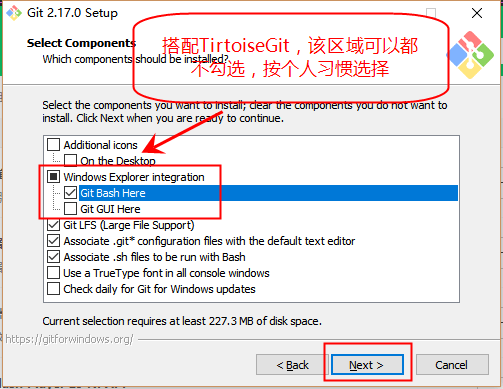 Git 2.17.0 Setup
Select Components
Which components should be installed?
搭配TirtoiseGit，该区域可以都
不勾选，按个人习惯选择
Select the components you want to install; clear the components you do not want to
install. Click Next when you are ready to continue.
Additional icons
On the Desktop
Windows Explorer integration
Git Bash Here
Git GUI Here
Git LFS (Large File Support)
Associate .git* configuration files with the default text editor
Associate .sh files to be run with Bash
Use a TrueType font in all console windows
Check daily for Git for Windows updates
Current selection requires at least 227.3 MB of disk space.
https://gitforwindows.org/
< Back
Next >
Cancel